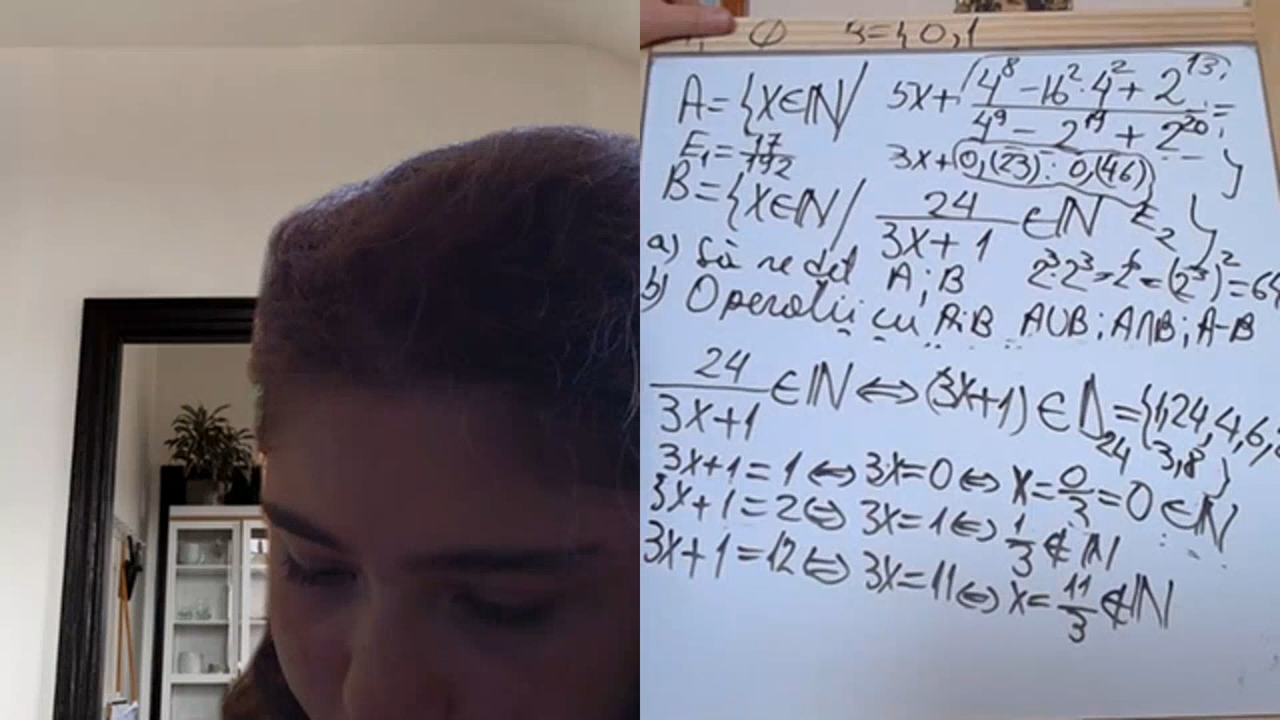 ∅ = { 0, 1
A = {x∈ℕ / 5x + 4⁸ - 16²·4² + 2¹³ / 4⁹ - 2¹⁹ + 2²⁰ =
E₁ = 17/192 3x + 0,(23) : 0,(46) }
B = {x∈ℕ / 24/3x+1 ∈ℕ } E₂
a) Să se det A; B 2³·2³ = 2⁶ = (2³)² = 64
b) Operații cu A; B A∪B; A∩B; A-B
24/3x+1 ∈ℕ ⇔ (3x+1) ∈ D₂₄ = {1, 24, 4, 6,
3, 8 }
3x+1 = 1 ⇔ 3x = 0 ⇔ x = 0/3 = 0 ∈ℕ
3x+1 = 2 ⇔ 3x = 1 ⇔ 1/3 ∉ ℕ
3x+1 = 12 ⇔ 3x = 11 ⇔ x = 11/3 ∉ℕ